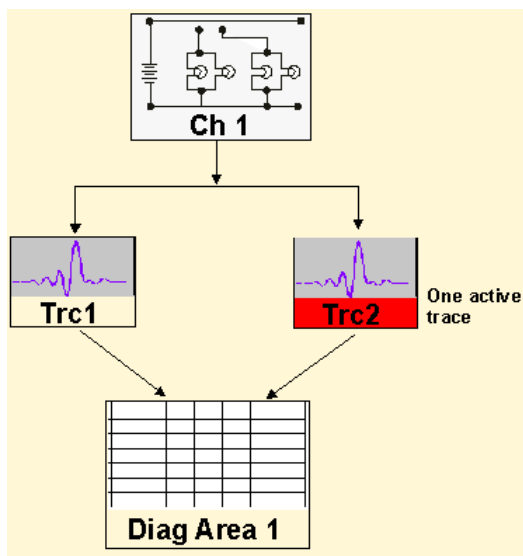 Ch 1
Trc1
Trc2
One active
trace
Diag Area 1